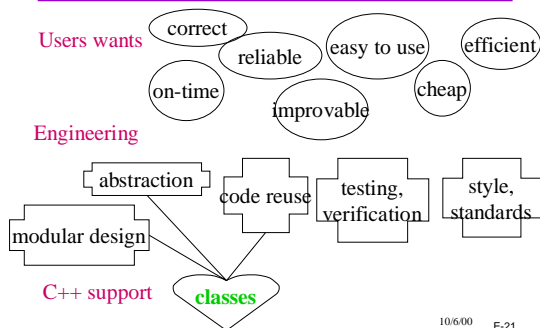 Users wants
correct
reliable
easy to use
efficient
on-time
improvable
cheap
Engineering
abstraction
code reuse
testing,
verification
style,
standards
modular design
C++ support
classes
10/6/00 E-21